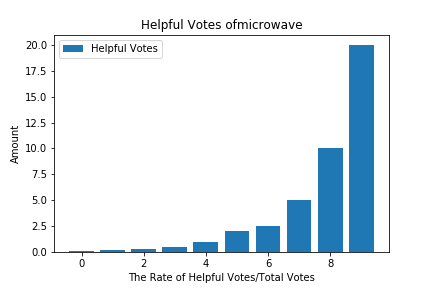 Helpful Votes ofmicrowave
Helpful Votes
20.0
17.5
15.0
12.5
10.0
7.5
5.0
2.5
0.0
Amount
0 2 4 6 8
The Rate of Helpful Votes/Total Votes